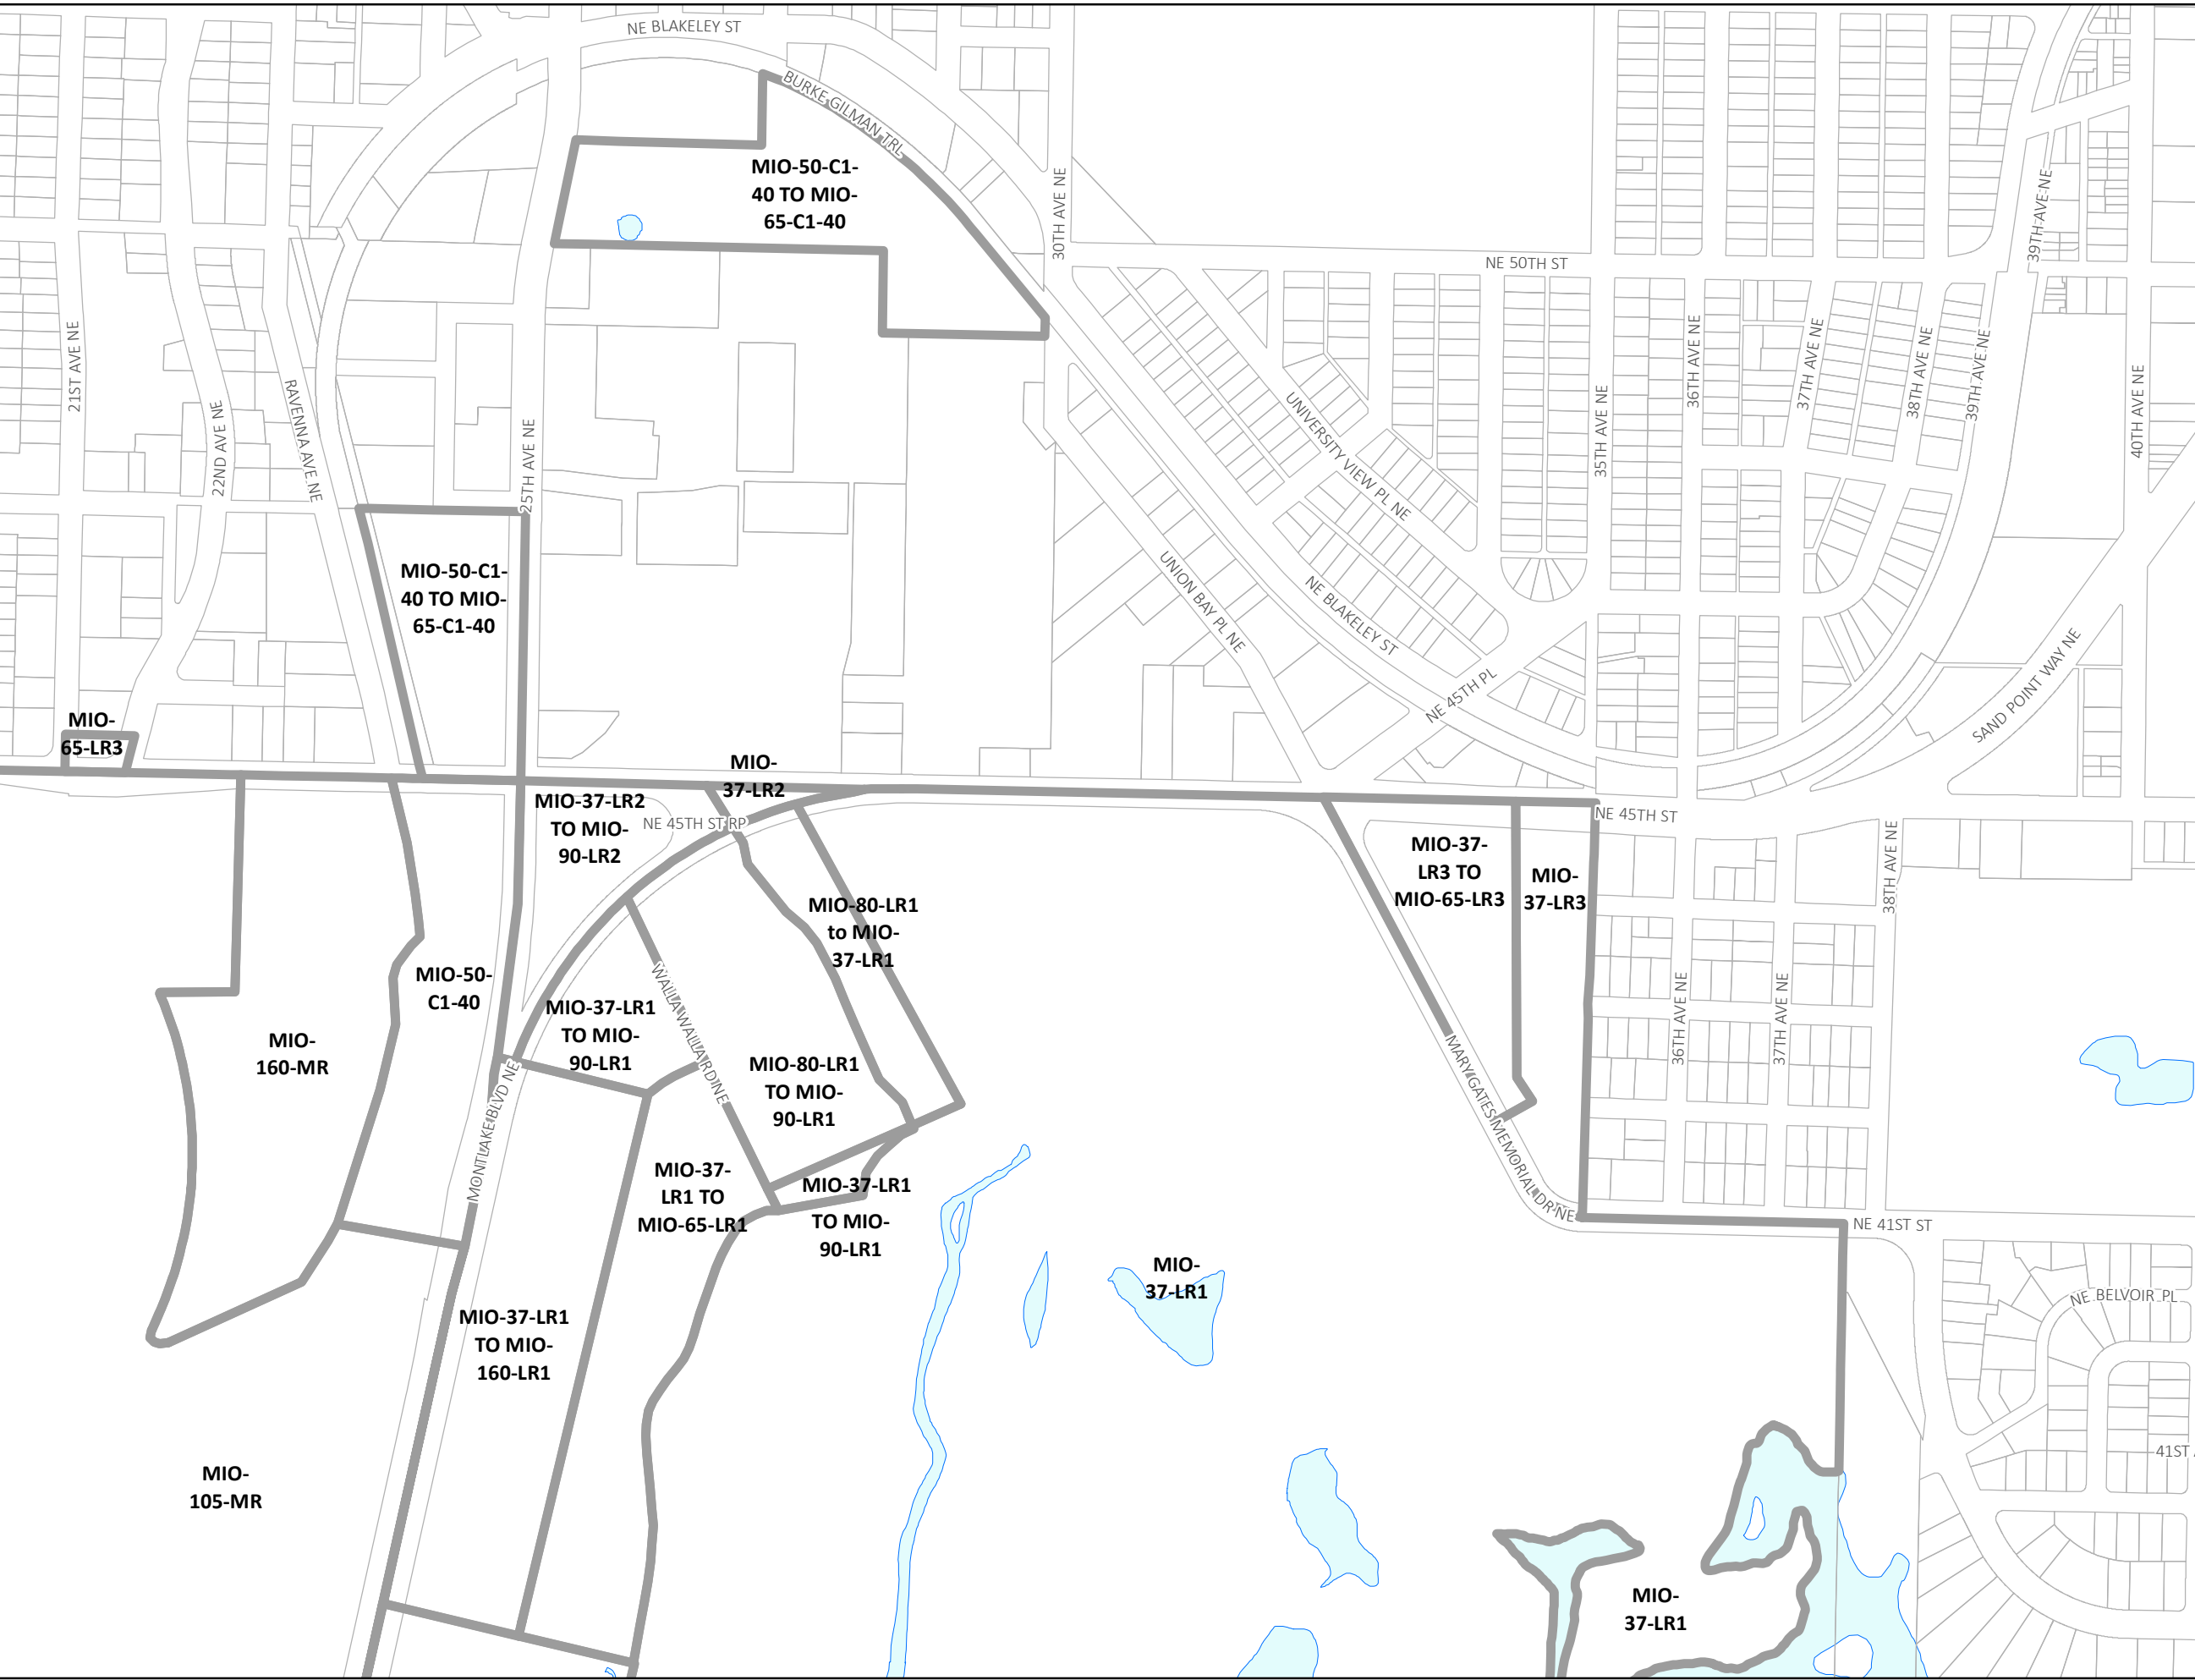 NE BLAKELEY ST
BURKE GILMAN TRL
MIO-50-C1-
40 TO MIO-
65-C1-40
30TH AVE NE
NE 50TH ST
39TH AVE NE
21ST AVE NE
22ND AVE NE
RAVENNA AVE NE
25TH AVE NE
UNIVERSITY VIEW PL NE
35TH AVE NE
36TH AVE NE
37TH AVE NE
38TH AVE NE
39TH AVE NE
40TH AVE NE
MIO-50-C1-
40 TO MIO-
65-C1-40
UNION BAY PL NE
NE BLAKELEY ST
NE 45TH PL
SAND POINT WAY NE
MIO-
65-LR3
MIO-
37-LR2
MIO-37-LR2
TO MIO-
90-LR2
NE 45TH ST RP
NE 45TH ST
MIO-37-
LR3 TO
MIO-65-LR3
MIO-
37-LR3
38TH AVE NE
MIO-80-LR1
to MIO-
37-LR1
MIO-50-
C1-40
WALLA WALLA RD NE
MIO-37-LR1
TO MIO-
90-LR1
MIO-
160-MR
MIO-80-LR1
TO MIO-
90-LR1
36TH AVE NE
37TH AVE NE
MONTLAKE BLVD NE
MARY GATES MEMORIAL DR NE
MIO-37-
LR1 TO
MIO-65-LR1
MIO-37-LR1
TO MIO-
90-LR1
NE 41ST ST
MIO-
37-LR1
NE BELVOIR PL
MIO-37-LR1
TO MIO-
160-LR1
41ST
MIO-
105-MR
MIO-
37-LR1